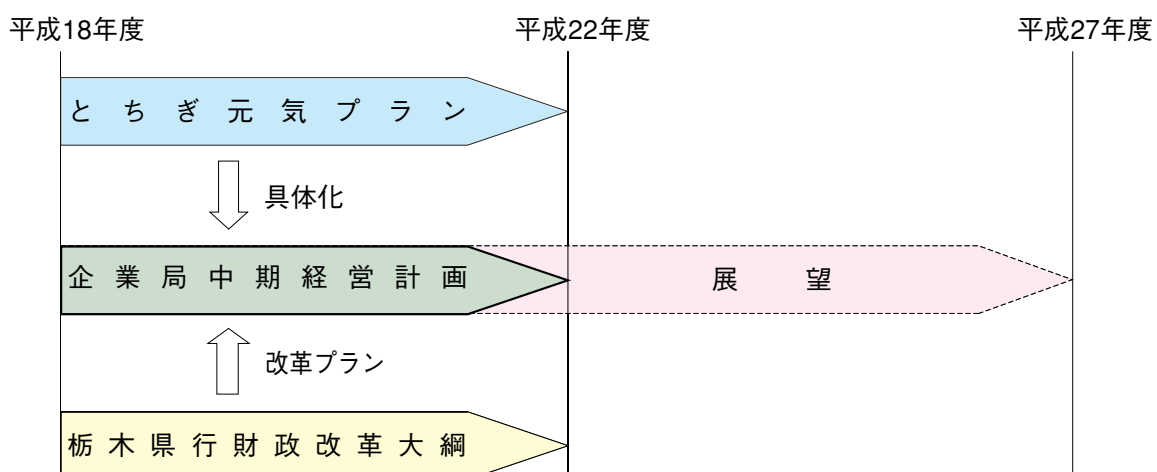 平成18年度
平成22年度
平成27年度
とちぎ元気プラン
具体化
企業局中期経営計画
展望
改革プラン
栃木県行財政改革大綱